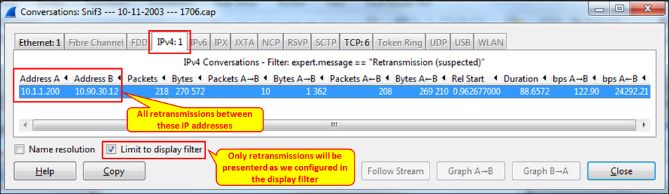 Conversations: Snif3 --- 10-11-2003 --- 1706.cap
Ethernet: 1 Fibre Channel FDDI IPv4: 1 IPv6 IPX JXTA NCP RSVP SCTP TCP: 6 Token Ring UDP USB WLAN
IPv4 Conversations - Filter: expert.message == "Retransmission (suspected)"
Address A Address B Packets Bytes Packets A→B Bytes A→B Packets A←B Bytes A←B Rel Start Duration bps A→B bps A←B
10.1.1.200 10.90.30.12 218 270 572 10 1 362 208 269 210 0.962677000 88.6572 122.90 24292.21
All retransmissions between
these IP addresses
Name resolution Limit to display filter
Only retransmissions will be
presenterd as we configured in
the display filter
Help Copy Follow Stream Graph A→B Graph B→A Close